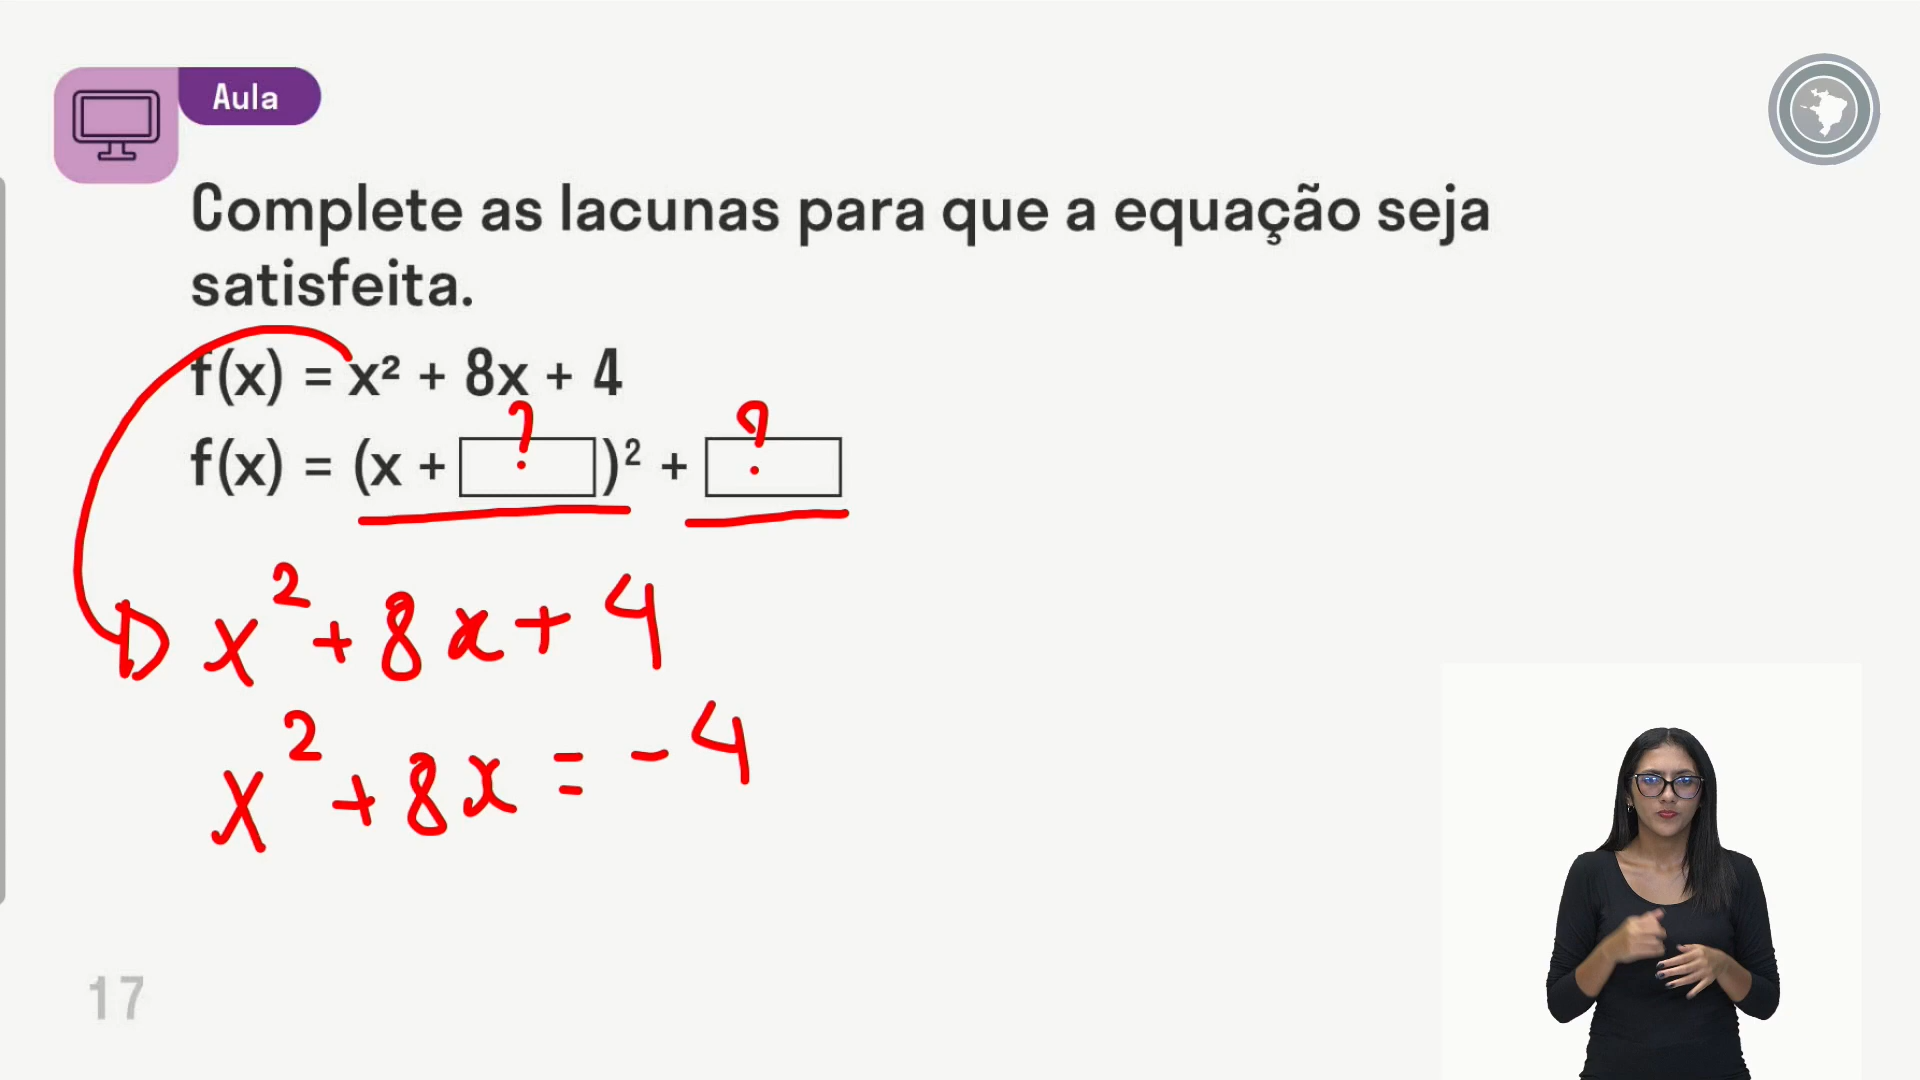 Aula
Complete as lacunas para que a equação seja
satisfeita.
f(x) = x² + 8x + 4
f(x) = (x + ? )² + ?
x² + 8x + 4
x² + 8x = - 4
17